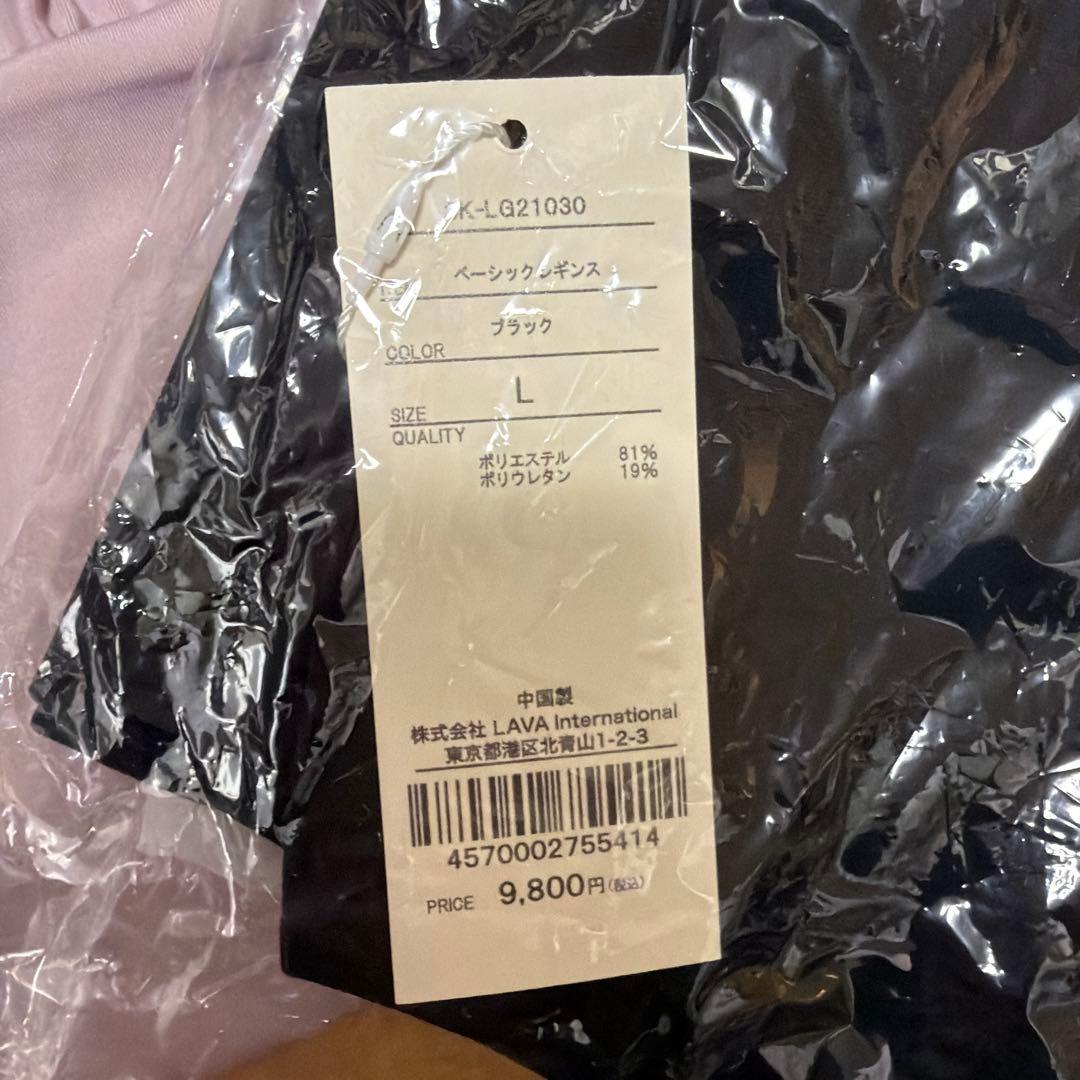 K-LG21030
ベーシックレギンス
ブラック
COLOR
L
SIZE
QUALITY
ポリエステル 81%
ポリウレタン 19%
中国製
株式会社 LAVA International
東京都港区北青山1-2-3
4570002755414
PRICE 9,800円(税込)